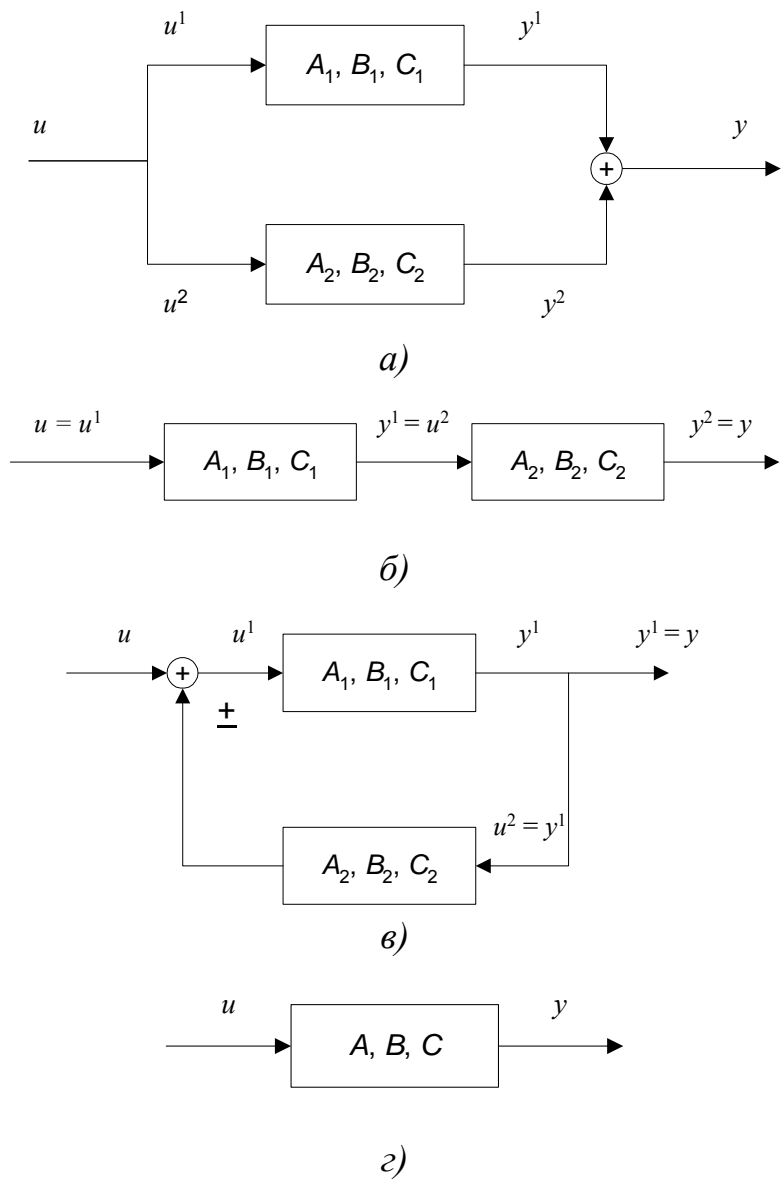 u¹ y¹
A₁, B₁, C₁
u y
+
A₂, B₂, C₂
u² y²
а)
u = u¹ y¹ = u² y² = y
A₁, B₁, C₁ A₂, B₂, C₂
б)
u u¹ y¹ y¹ = y
+ A₁, B₁, C₁
±
u² = y¹
A₂, B₂, C₂
в)
u y
A, B, C
г)